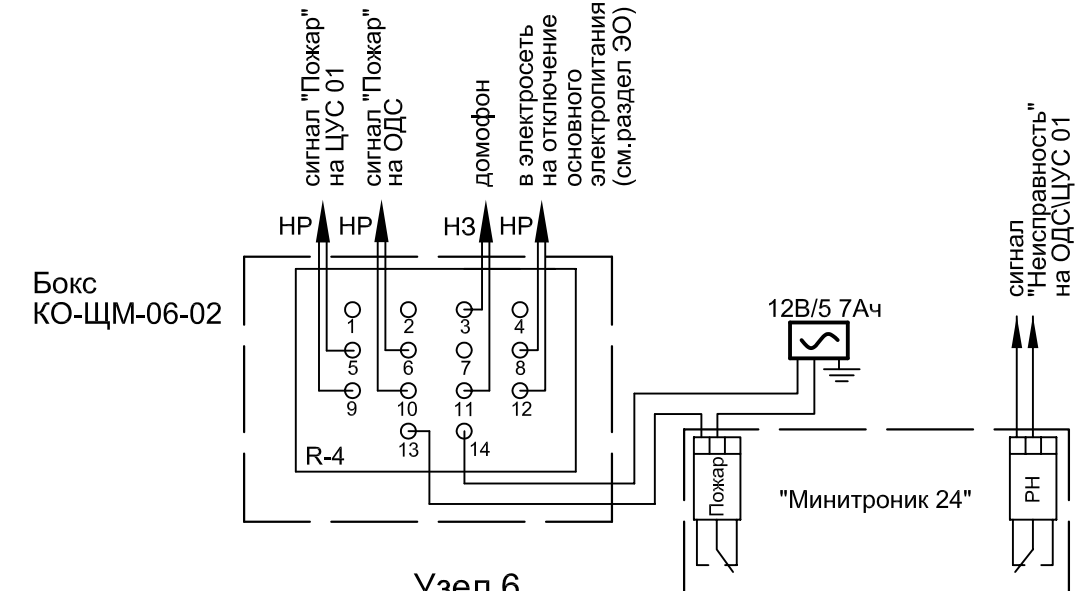 сигнал "Пожар"
на ЦУС 01
сигнал "Пожар"
на ОДС
домофон
в электросеть
на отключение
основного
электропитания
(см.раздел ЭО)
сигнал
"Неисправность"
на ОДС\ЦУС 01
НР
НР
НЗ
НР
Бокс
КО-ЩМ-06-02
12В/5 7Ач
1
2
3
4
5
6
7
8
9
10
11
12
13
14
R-4
Пожар
"Минитроник 24"
РН
Узел 6